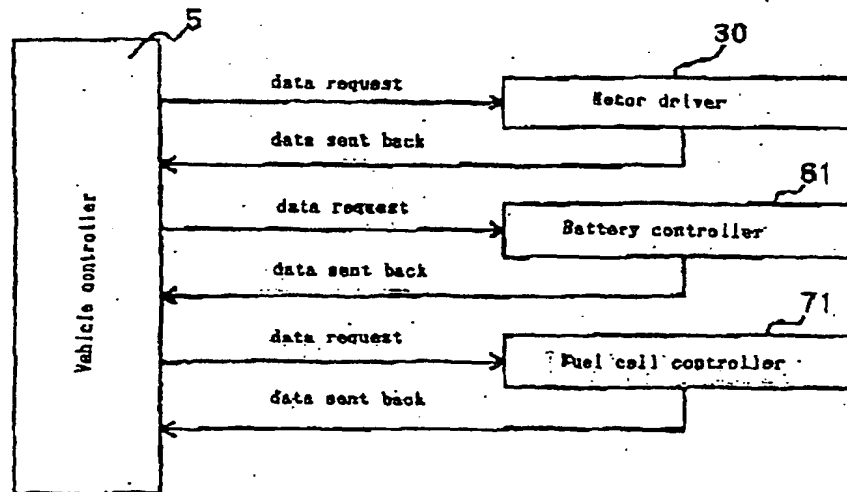 5
30
data request
Motor driver
data sent back
61
data request
Battery controller
data sent back
71
data request
Fuel cell controller
data sent back
Vehicle controller